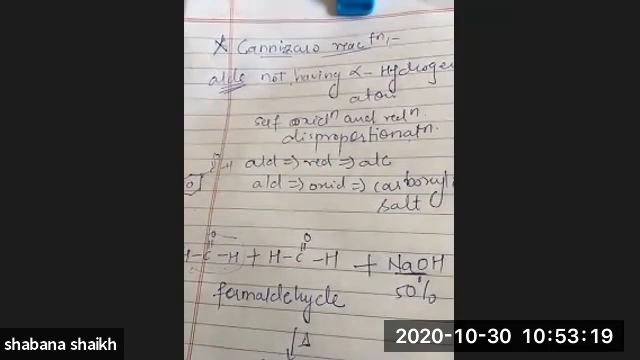 * Cannizaro reacᵗⁿ,-
alde not having α- Hydrogen
atom
self oxidⁿ and redⁿ
disproportionatⁿ.
ald ⇒ red ⇒ alc
ald ⇒ oxid ⇒ carboxylic
salt
O
H-C-H + H-C-H + NaOH
50%
formaldehyde
Δ
shabana shaikh
2020-10-30 10:53:19